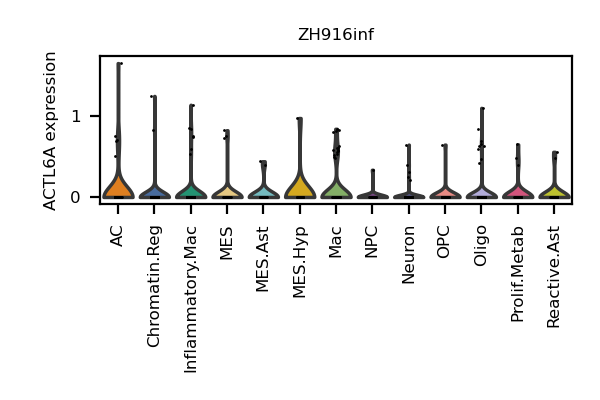 ZH916inf
ACTL6A expression
1
0
AC
Chromatin.Reg
Inflammatory.Mac
MES
MES.Ast
MES.Hyp
Mac
NPC
Neuron
OPC
Oligo
Prolif.Metab
Reactive.Ast